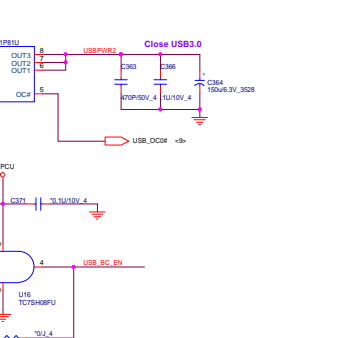 1P81U
Close USB3.0
OUT3 8 USBPWR2
OUT2 7
OUT1 6
C363
C366
C364
150u/6.3V_3528
OC# 5
470P/50V_4
.1U/10V_4
USB_OC0# <9>
PCU
C371 *0.1U/10V_4
4 USB_BC_EN
U16
TC7SH08FU
*0/J_4